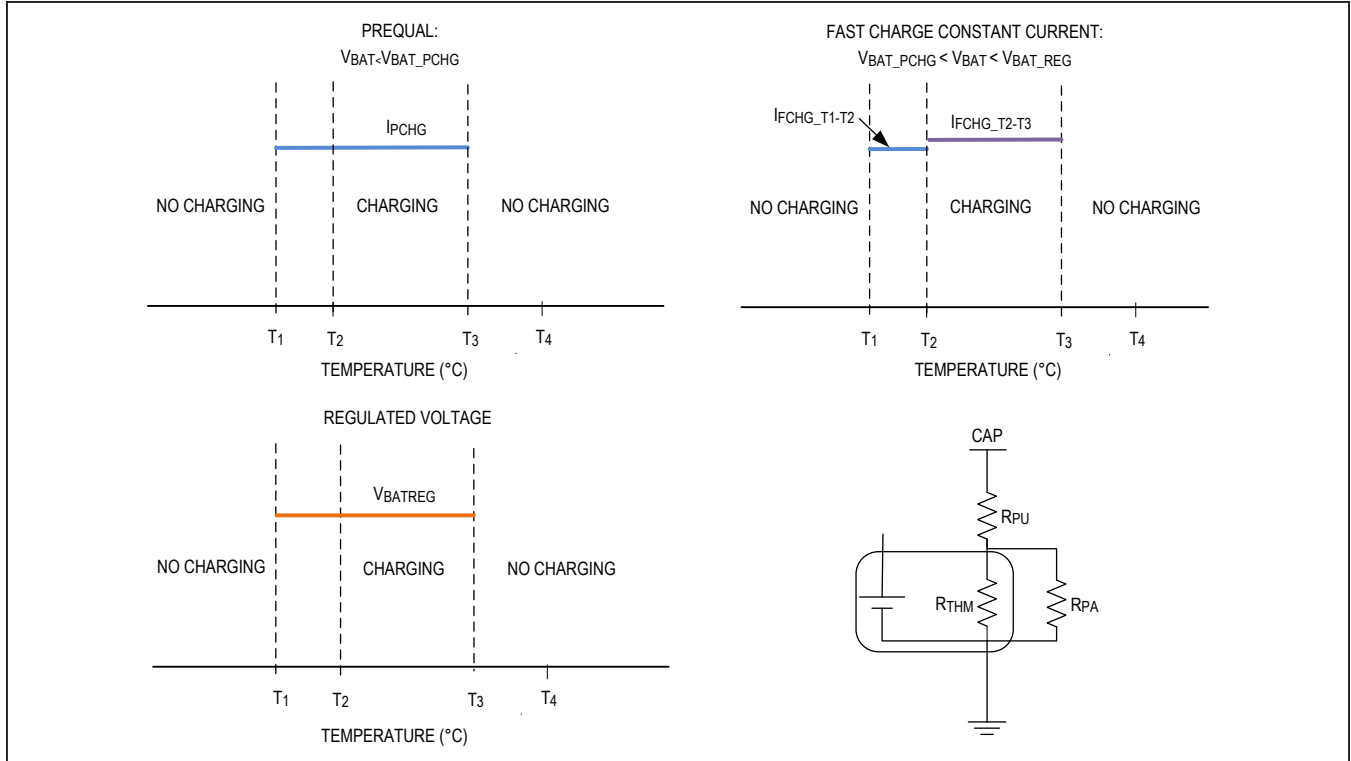 PREQUAL:
VBAT<VBAT_PCHG
IPCHG
NO CHARGING
CHARGING
NO CHARGING
T1
T2
T3
T4
TEMPERATURE (°C)
FAST CHARGE CONSTANT CURRENT:
VBAT_PCHG < VBAT < VBAT_REG
IFCHG_T1-T2
IFCHG_T2-T3
NO CHARGING
CHARGING
NO CHARGING
T1
T2
T3
T4
TEMPERATURE (°C)
REGULATED VOLTAGE
VBATREG
NO CHARGING
CHARGING
NO CHARGING
T1
T2
T3
T4
TEMPERATURE (°C)
CAP
RPU
RTHM
RPA